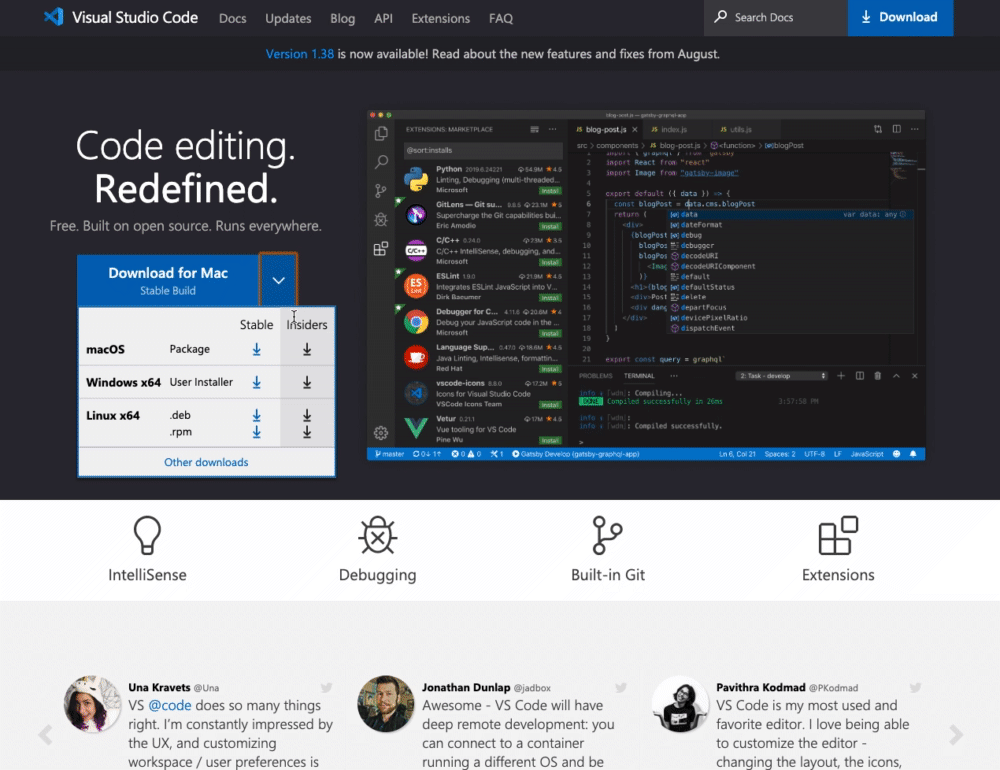 Visual Studio Code Docs Updates Blog API Extensions FAQ Search Docs Download
Version 1.38 is now available! Read about the new features and fixes from August.
Code editing.
Redefined.
Free. Built on open source. Runs everywhere.
Download for Mac
Stable Build
Stable Insiders
macOS Package
Windows x64 User Installer
Linux x64 .deb
.rpm
Other downloads
EXTENSIONS: MARKETPLACE
@sort:installs
Python 2019.6.24221 54.9M 4.5
Linting, Debugging (multi-threaded...
Microsoft Install
GitLens — Git su... 23.1M 5
Supercharge the Git capabilities bui...
Eric Amodio Install
C/C++ 23M 3.5
C/C++ IntelliSense, debugging, and...
Microsoft Install
ESLint 1.9.0 21.9M 4.5
Integrates ESLint JavaScript into V...
Dirk Baeumer Install
Debugger for C... 4.11.6 20.8M 4
Debug your JavaScript code in the...
Microsoft Install
Language Sup... 0.47.0 18.6M 4.5
Java Linting, Intellisense, formattin...
Red Hat Install
vscode-icons 8.8.0 17.2M 5
Icons for Visual Studio Code
VSCode Icons Team Install
Vetur 0.21.1 17M 4.5
Vue tooling for VS Code
Pine Wu Install
blog-post.js index.js utils.js
src > components > blog-post.js > <function> > blogPost
1 import { graphql } from "gatsby"
2 import React from "react"
3 import Image from "gatsby-image"
4
5 export default ({ data }) => {
6 const blogPost = data.cms.blogPost
7 return (
8 <div>
9 {blogPos
10 blogPos
11 blogPos
12 <Imag
13 )}
14 <h1>{blog
15 <div>Post
16 <div dang
17 </div>
18 )
19 }
20
21 export const query = graphql`
data var data: any
dateFormat
debug
debugger
decodeURI
decodeURIComponent
default
defaultStatus
delete
departFocus
devicePixelRatio
dispatchEvent
PROBLEMS TERMINAL ... 2: Task - develop
info [wdm]: Compiling...
DONE Compiled successfully in 26ms 3:57:58 PM
info [wdm]:
info [wdm]: Compiled successfully.
>
master 0↓ 1↑ 0 0 1 Gatsby Develop (gatsby-graphql-app) Ln 6, Col 21 Spaces: 2 UTF-8 LF JavaScript
IntelliSense Debugging Built-in Git Extensions
Una Kravets @Una
VS @code does so many things
right. I'm constantly impressed by
the UX, and customizing
workspace / user preferences is
Jonathan Dunlap @jadbox
Awesome - VS Code will have
deep remote development: you
can connect to a container
running a different OS and be
Pavithra Kodmad @PKodmad
VS Code is my most used and
favorite editor. I love being able
to customize the editor -
changing the layout, the icons,